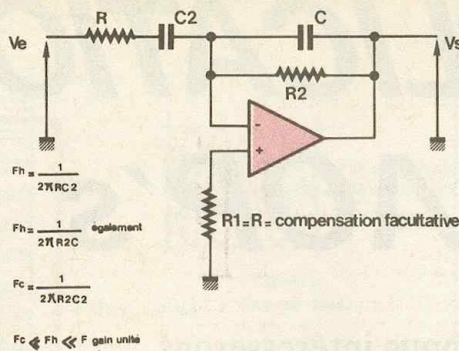 R C2 C
Ve Vs
R2
-
+
R1=R= compensation facultative
Fh = 1 / 2πRC2
Fh = 1 / 2πR2C également
Fc = 1 / 2πR2C2
Fc ≪ Fh ≪ F gain unité